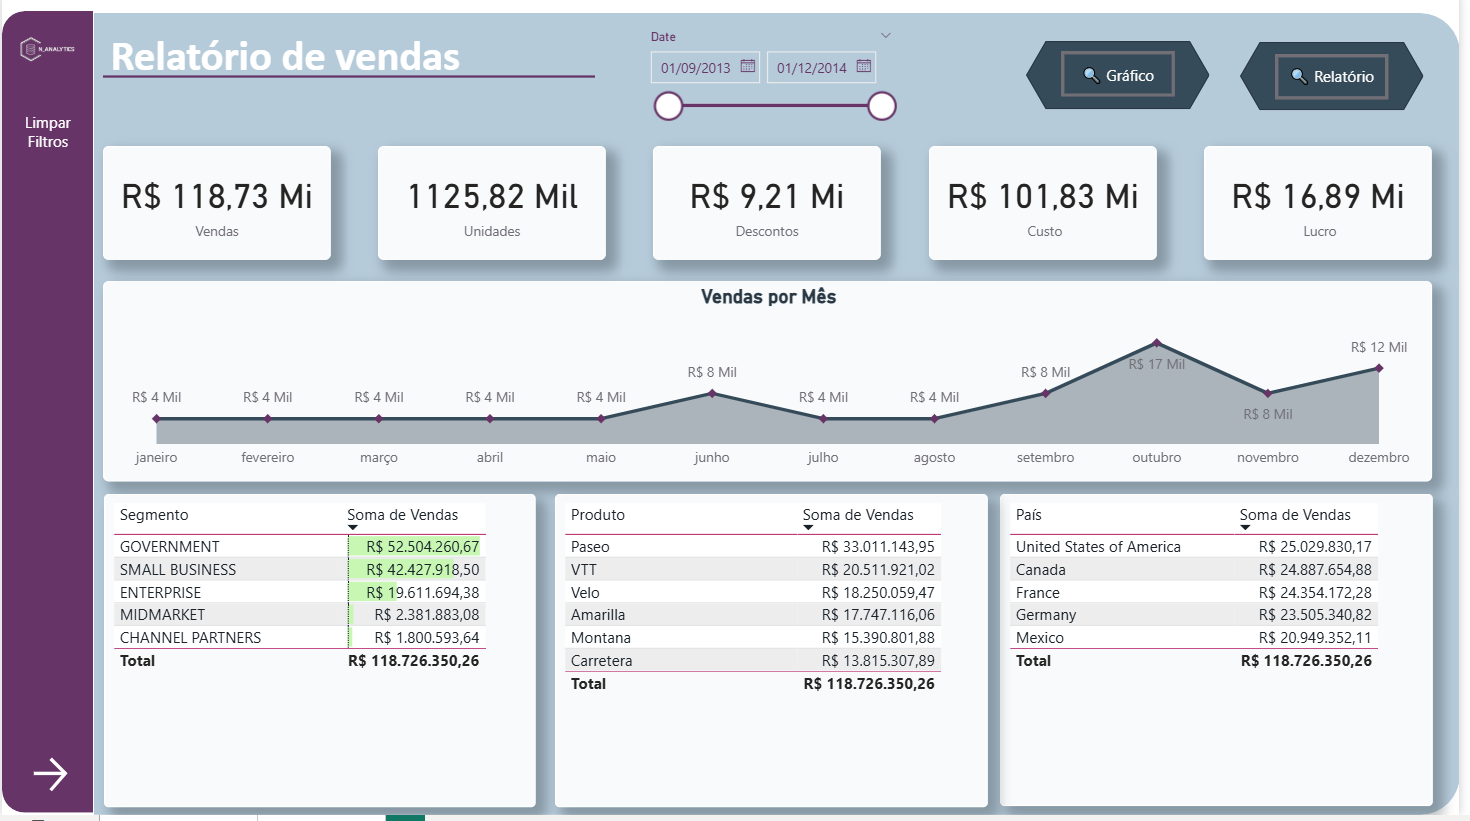 N_ANALYTICS
Limpar
Filtros
Relatório de vendas
Date
01/09/2013 01/12/2014
Gráfico
Relatório
R$ 118,73 Mi
Vendas
1125,82 Mil
Unidades
R$ 9,21 Mi
Descontos
R$ 101,83 Mi
Custo
R$ 16,89 Mi
Lucro
Vendas por Mês
R$ 4 Mil R$ 4 Mil R$ 4 Mil R$ 4 Mil R$ 4 Mil R$ 8 Mil R$ 4 Mil R$ 4 Mil R$ 8 Mil R$ 17 Mil R$ 8 Mil R$ 12 Mil
janeiro fevereiro março abril maio junho julho agosto setembro outubro novembro dezembro
Segmento Soma de Vendas
GOVERNMENT R$ 52.504.260,67
SMALL BUSINESS R$ 42.427.918,50
ENTERPRISE R$ 19.611.694,38
MIDMARKET R$ 2.381.883,08
CHANNEL PARTNERS R$ 1.800.593,64
Total R$ 118.726.350,26
Produto Soma de Vendas
Paseo R$ 33.011.143,95
VTT R$ 20.511.921,02
Velo R$ 18.250.059,47
Amarilla R$ 17.747.116,06
Montana R$ 15.390.801,88
Carretera R$ 13.815.307,89
Total R$ 118.726.350,26
País Soma de Vendas
United States of America R$ 25.029.830,17
Canada R$ 24.887.654,88
France R$ 24.354.172,28
Germany R$ 23.505.340,82
Mexico R$ 20.949.352,11
Total R$ 118.726.350,26